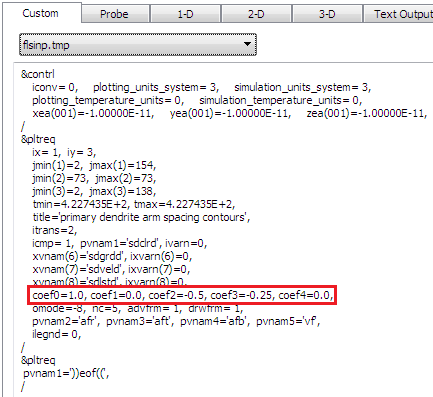 Custom Probe 1-D 2-D 3-D Text Output
flsinp.tmp
&contrl
iconv= 0, plotting_units_system= 3, simulation_units_system= 3,
plotting_temperature_units= 0, simulation_temperature_units= 0,
xea(001)=-1.00000E-11, yea(001)=-1.00000E-11, zea(001)=-1.00000E-11,
/
&pltreq
ix= 1, iy= 3,
jmin(1)=2, jmax(1)=154,
jmin(2)=73, jmax(2)=73,
jmin(3)=2, jmax(3)=138,
tmin=4.227435E+2, tmax=4.227435E+2,
title='primary dendrite arm spacing contours',
itrans=2,
icmp= 1, pvnam1='sdclrd', ivarn=0,
xvnam(6)='sdgrdd', ixvarn(6)=0,
xvnam(7)='sdveld', ixvarn(7)=0,
xvnam(8)='sdlstd', ixvarn(8)=0,
coef0=1.0, coef1=0.0, coef2=-0.5, coef3=-0.25, coef4=0.0,
omode=-8, nc=5, advfrm= 1, drwfrm= 1,
pvnam2='afr', pvnam3='aft', pvnam4='afb', pvnam5='vf',
ilegnd= 0,
/
&pltreq
pvnam1='))eof((',
/